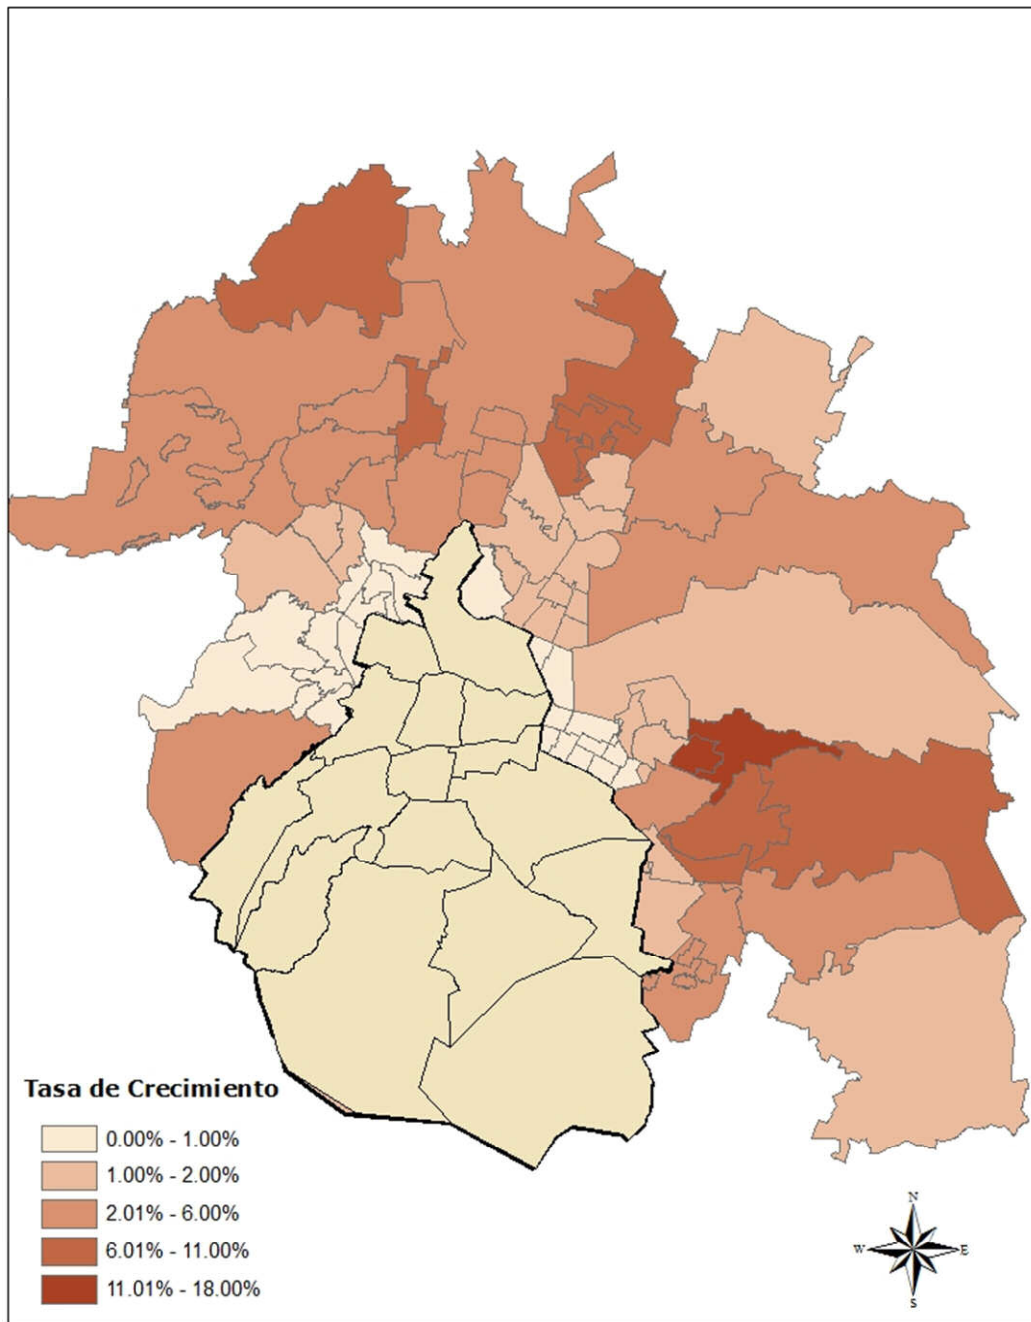 Tasa de Crecimiento
0.00% - 1.00%
1.00% - 2.00%
2.01% - 6.00%
6.01% - 11.00%
11.01% - 18.00%
N
W E
S